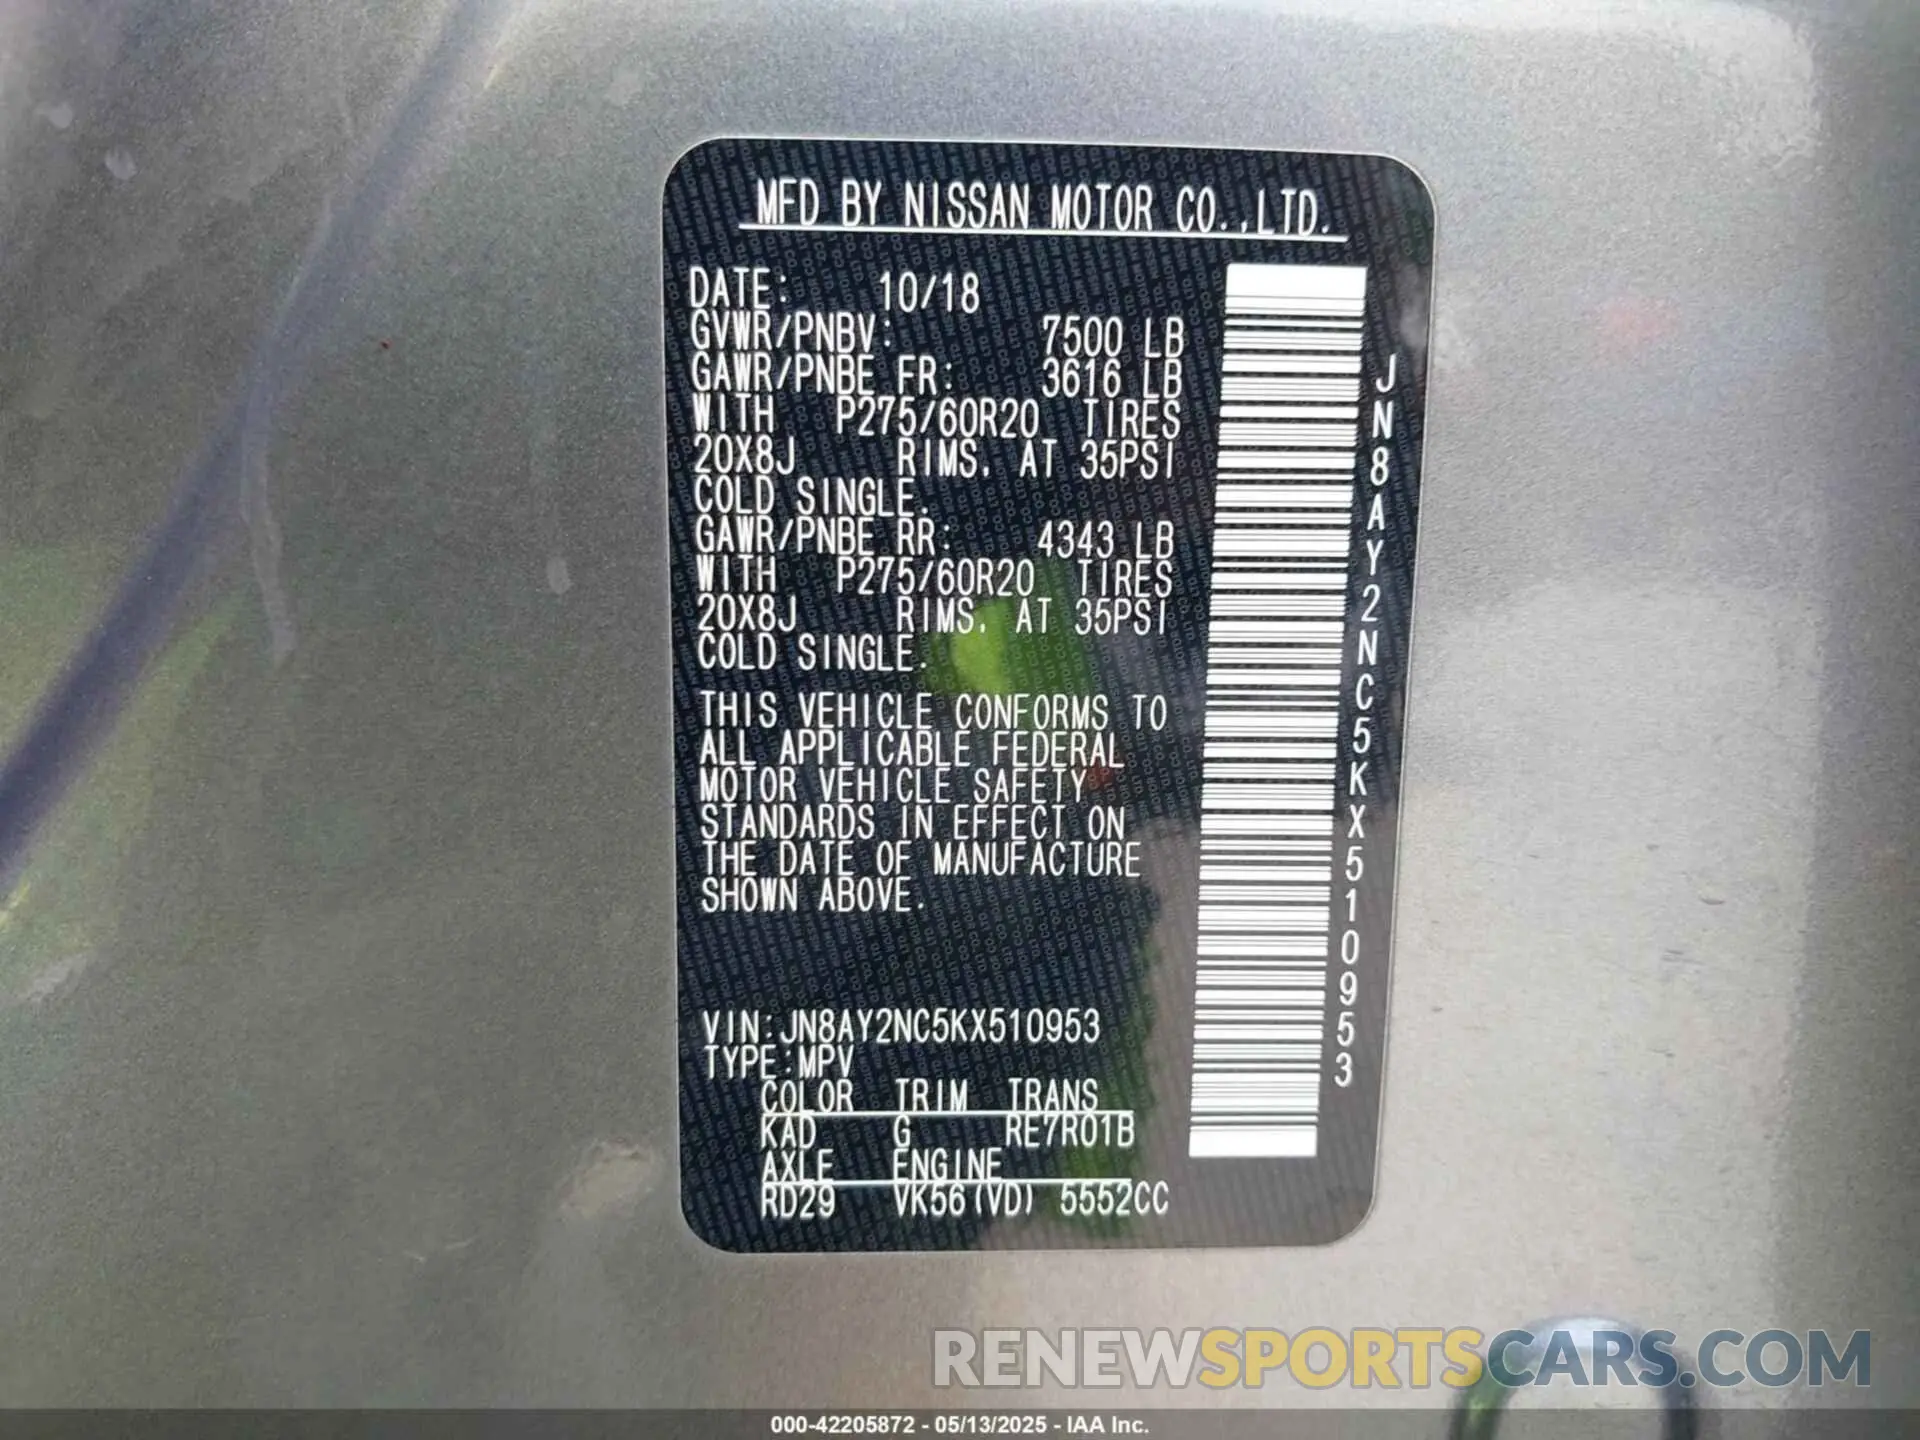 MFD BY NISSAN MOTOR CO.,LTD.
DATE: 10/18
GVWR/PNBV: 7500 LB
GAWR/PNBE FR: 3616 LB
WITH P275/60R20 TIRES
20X8J RIMS. AT 35PSI
COLD SINGLE.
GAWR/PNBE RR: 4343 LB
WITH P275/60R20 TIRES
20X8J RIMS. AT 35PSI
COLD SINGLE.
THIS VEHICLE CONFORMS TO
ALL APPLICABLE FEDERAL
MOTOR VEHICLE SAFETY
STANDARDS IN EFFECT ON
THE DATE OF MANUFACTURE
SHOWN ABOVE.
VIN:JN8AY2NC5KX510953
TYPE:MPV
COLOR TRIM TRANS
KAD G RE7R01B
AXLE ENGINE
RD29 VK56(VD) 5552CC
JN8AY2NC5KX510953
RENEWSPORTSCARS.COM
000-42205872 - 05/13/2025 - IAA Inc.